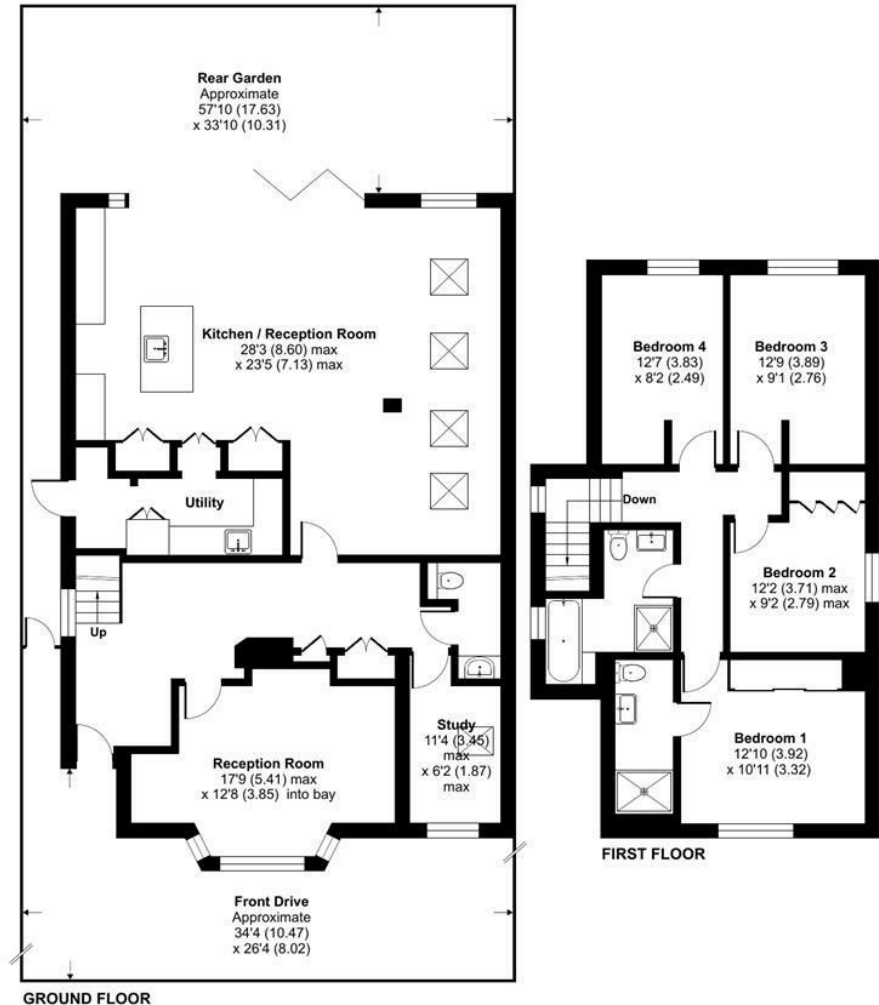 Rear Garden
Approximate
57'10 (17.63)
x 33'10 (10.31)
Kitchen / Reception Room
28'3 (8.60) max
x 23'5 (7.13) max
Utility
Up
Reception Room
17'9 (5.41) max
x 12'8 (3.85) into bay
Study
11'4 (3.45)
max
x 6'2 (1.87)
max
Front Drive
Approximate
34'4 (10.47)
x 26'4 (8.02)
GROUND FLOOR
Bedroom 4
12'7 (3.83)
x 8'2 (2.49)
Bedroom 3
12'9 (3.89)
x 9'1 (2.76)
Down
Bedroom 2
12'2 (3.71) max
x 9'2 (2.79) max
Bedroom 1
12'10 (3.92)
x 10'11 (3.32)
FIRST FLOOR